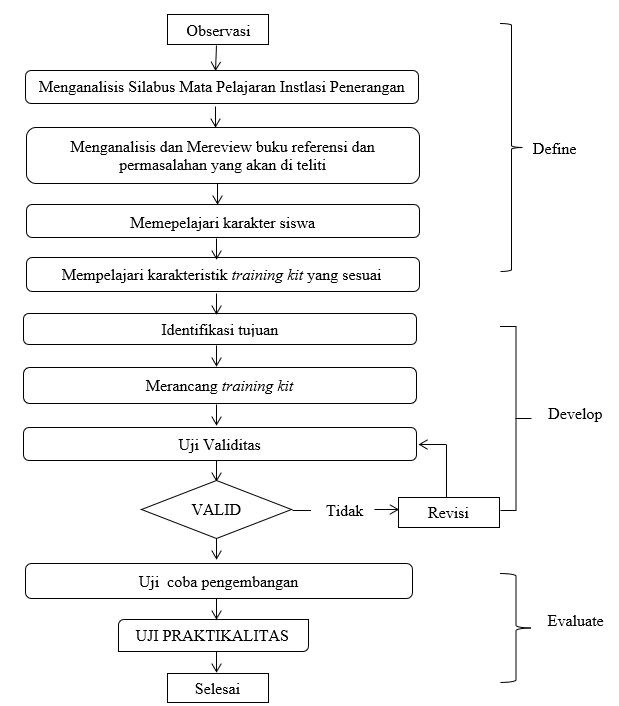 Observasi
Menganalisis Silabus Mata Pelajaran Instlasi Penerangan
Menganalisis dan Mereview buku referensi dan
permasalahan yang akan di teliti
Memepelajari karakter siswa
Mempelajari karakteristik training kit yang sesuai
Define
Identifikasi tujuan
Merancang training kit
Uji Validitas
VALID
Tidak
Revisi
Develop
Uji coba pengembangan
UJI PRAKTIKALITAS
Selesai
Evaluate